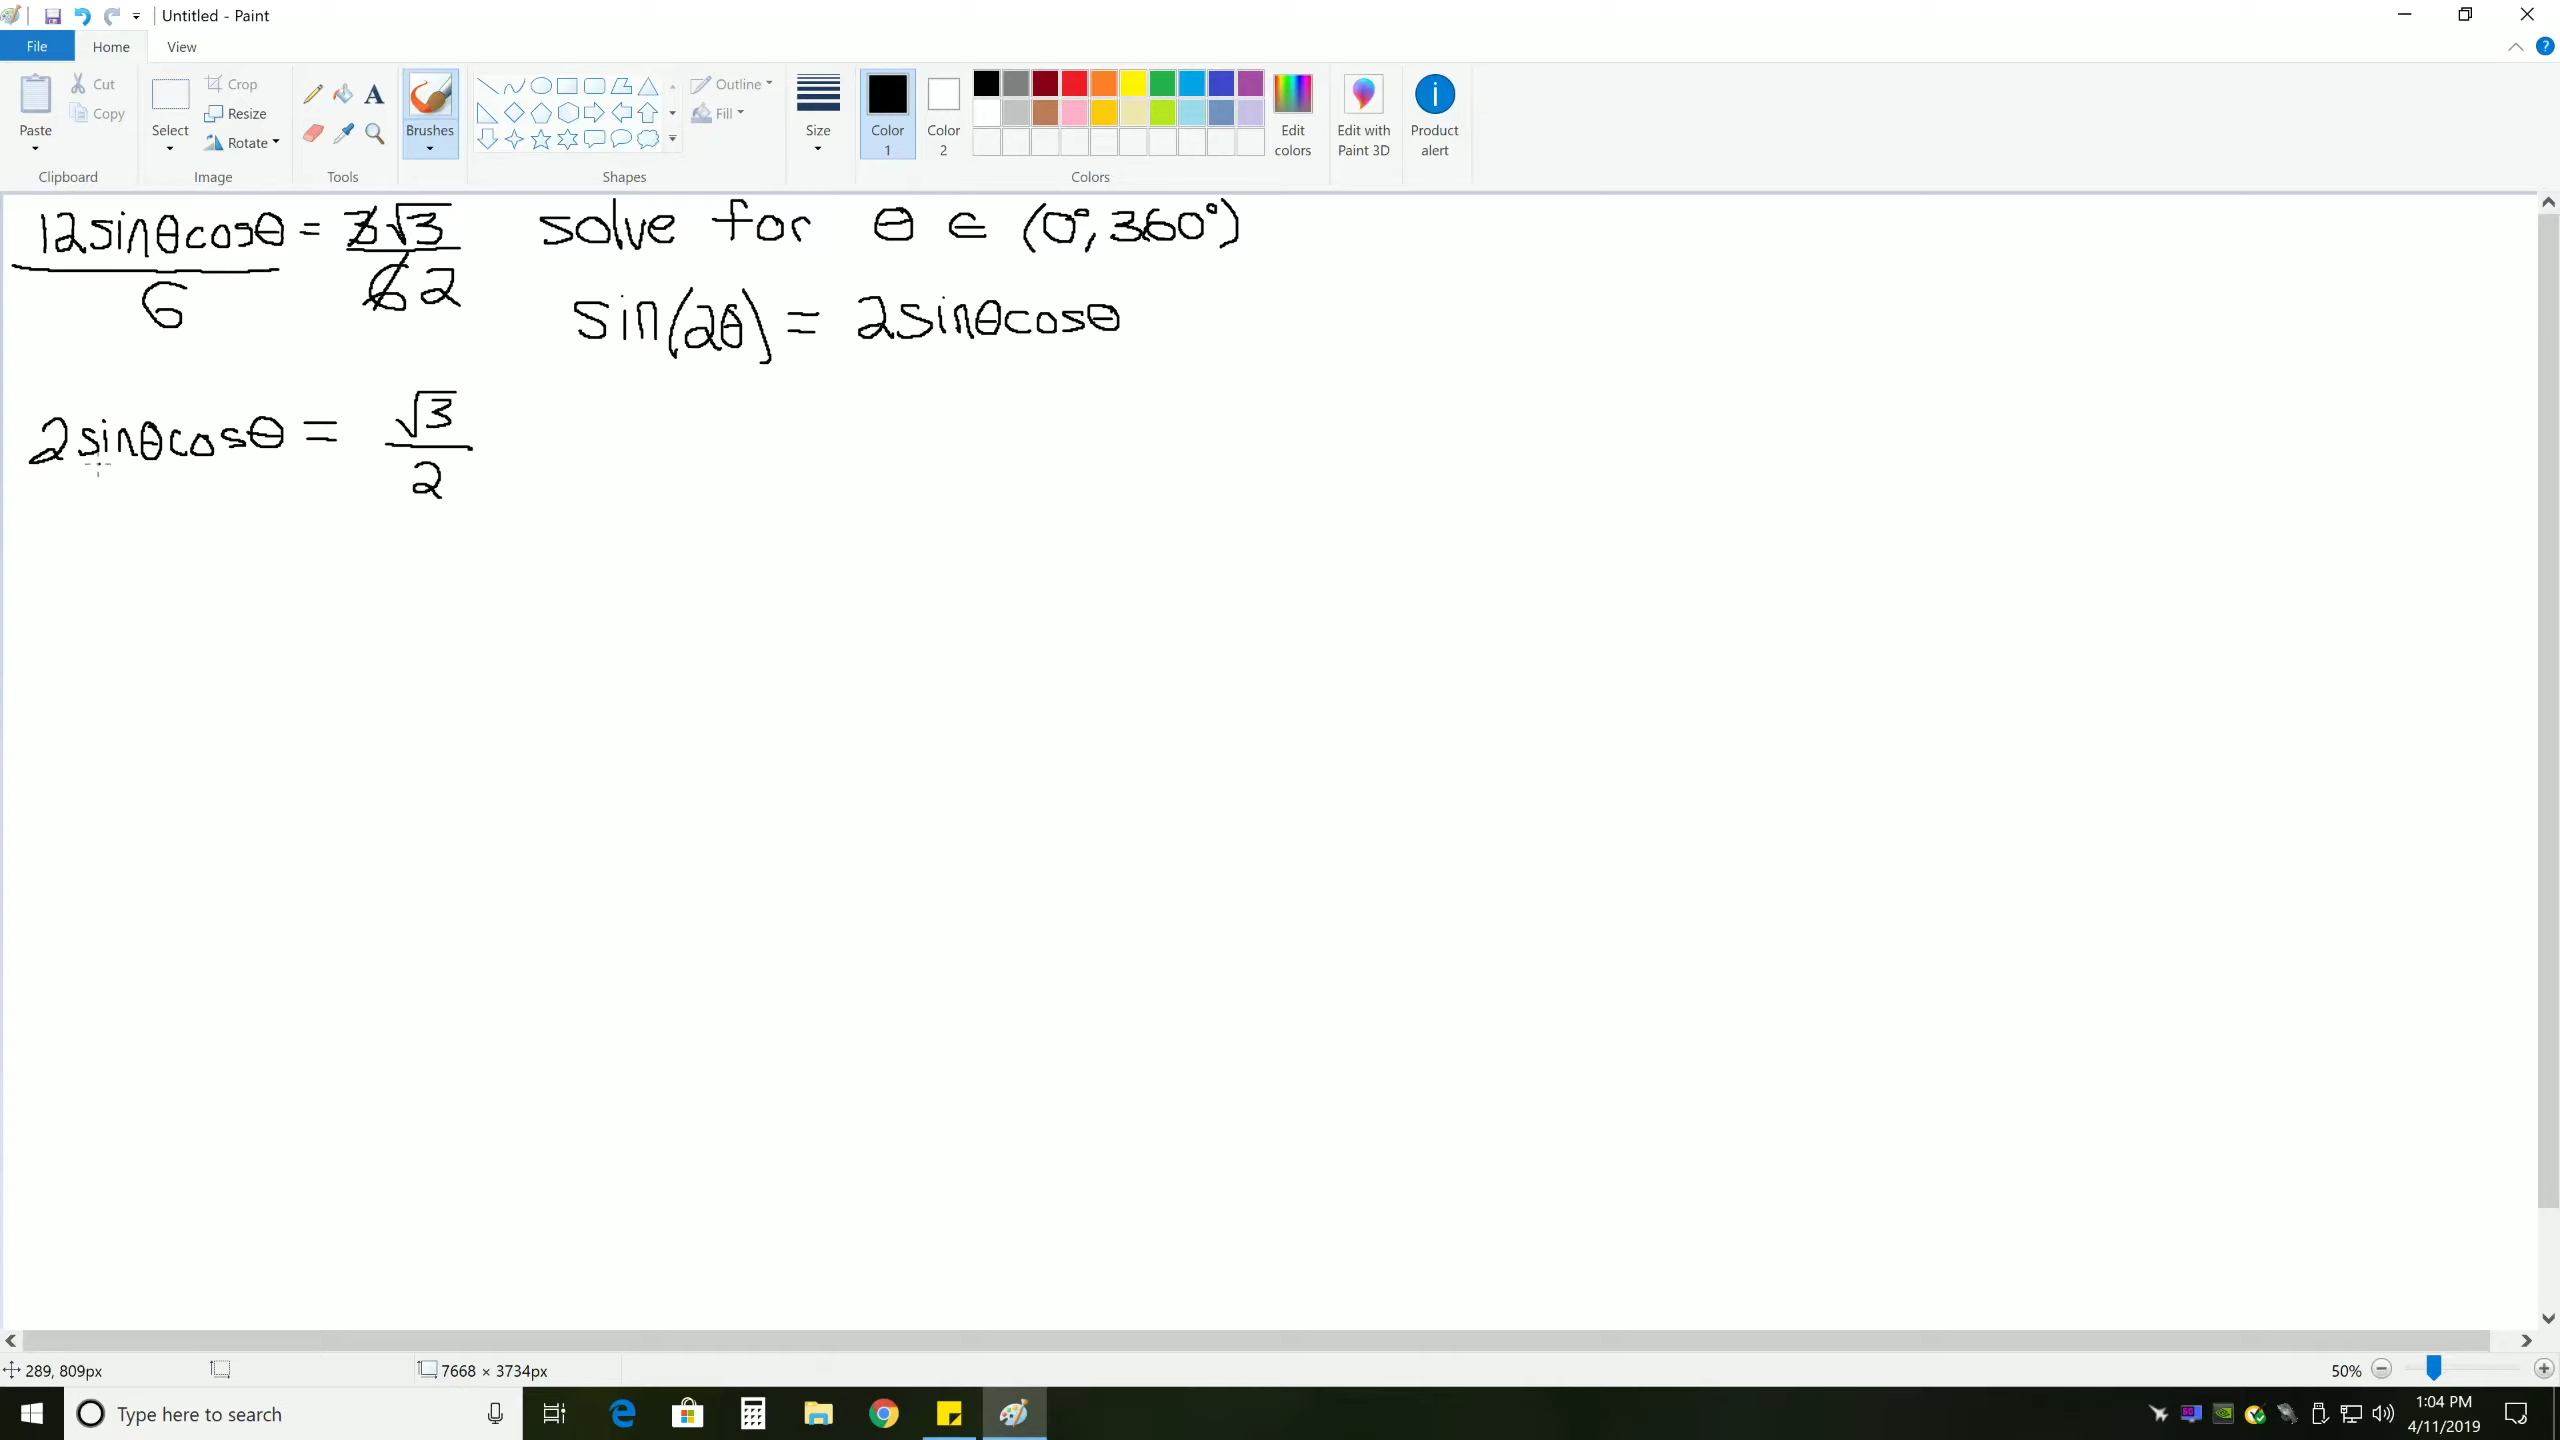 Untitled - Paint
File Home View
Paste Cut Copy Clipboard
Select Crop Resize Rotate Image
Tools
Brushes
Outline Fill Shapes
Size
Color 1 Color 2 Edit colors Colors
Edit with Paint 3D
Product alert
12sinθcosθ = 3√3 solve for θ ∈ (0°, 360°)
6 6 2
sin(2θ) = 2sinθcosθ
2sinθcosθ = √3
2
289, 809px 7668 × 3734px 50%
Type here to search 1:04 PM
4/11/2019